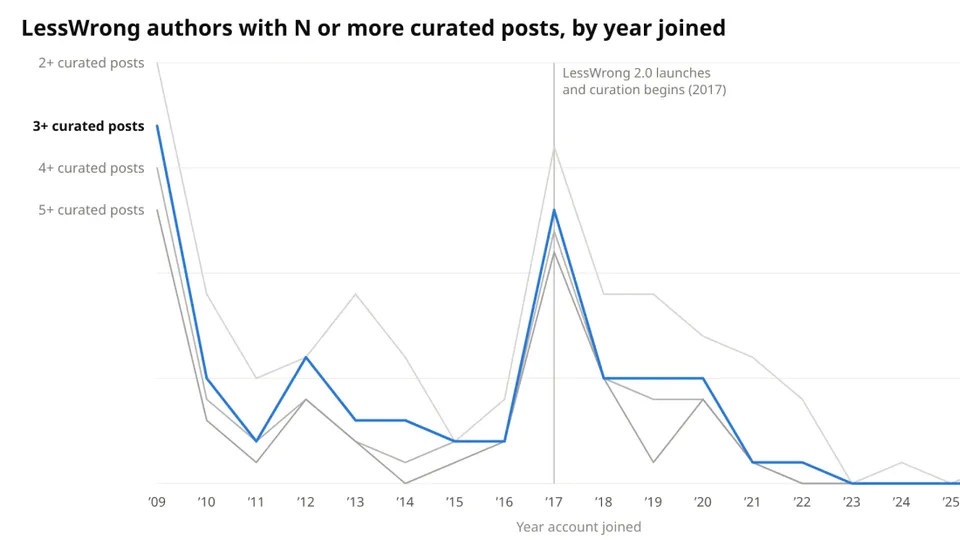 LessWrong authors with N or more curated posts, by year joined
2+ curated posts
LessWrong 2.0 launches
and curation begins (2017)
3+ curated posts
4+ curated posts
5+ curated posts
’09 ’10 ’11 ’12 ’13 ’14 ’15 ’16 ’17 ’18 ’19 ’20 ’21 ’22 ’23 ’24 ’25
Year account joined